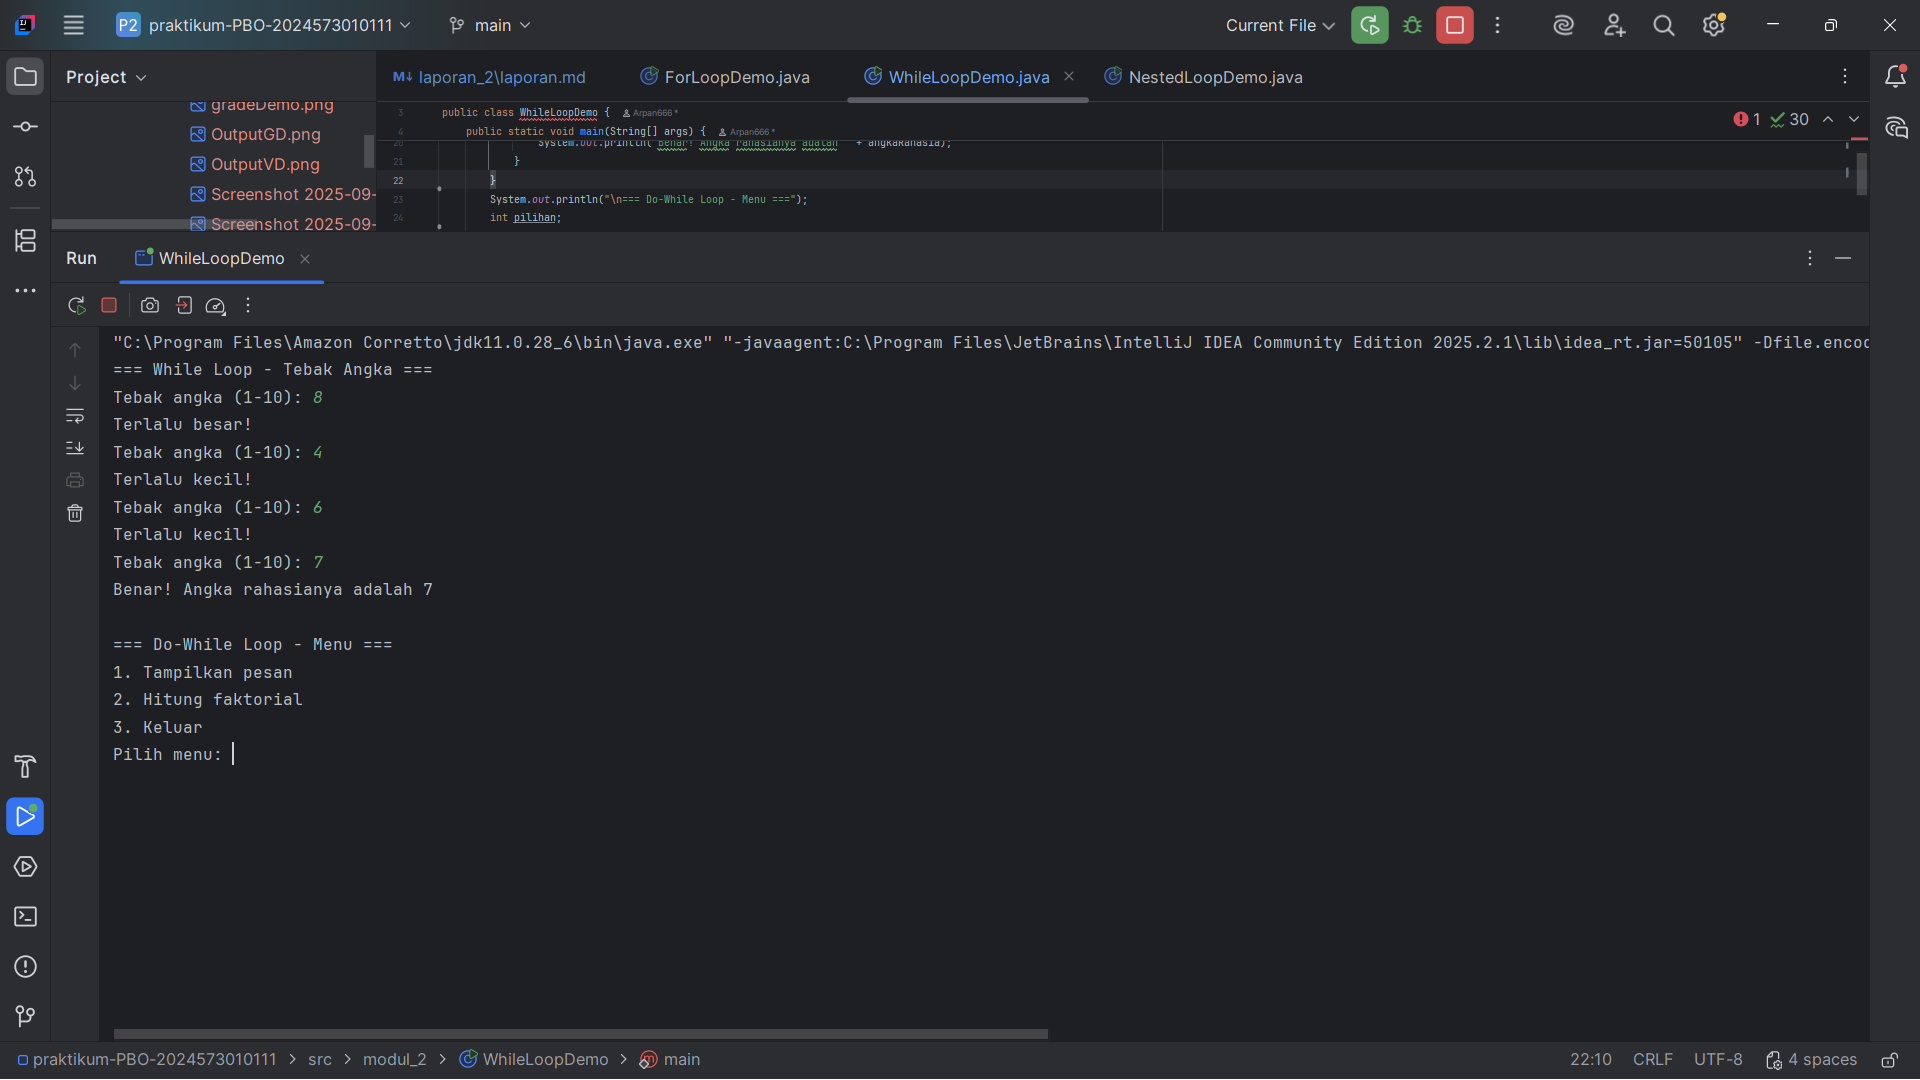 P2 praktikum-PBO-2024573010111
main
Current File
Project
M↓ laporan_2\laporan.md
ForLoopDemo.java
WhileLoopDemo.java
NestedLoopDemo.java
gradeDemo.png
OutputGD.png
OutputVD.png
Screenshot 2025-09-
Screenshot 2025-09-
3 public class WhileLoopDemo { Arpan666 *
4 public static void main(String[] args) { Arpan666 *
1 30
20 System.out.println("Benar! Angka rahasianya adalah " + angkaRahasia);
21 }
22 }
23 System.out.println("\n=== Do-While Loop - Menu ===");
24 int pilihan;
Run
WhileLoopDemo
"C:\Program Files\Amazon Corretto\jdk11.0.28_6\bin\java.exe" "-javaagent:C:\Program Files\JetBrains\IntelliJ IDEA Community Edition 2025.2.1\lib\idea_rt.jar=50105" -Dfile.encod
=== While Loop - Tebak Angka ===
Tebak angka (1-10): 8
Terlalu besar!
Tebak angka (1-10): 4
Terlalu kecil!
Tebak angka (1-10): 6
Terlalu kecil!
Tebak angka (1-10): 7
Benar! Angka rahasianya adalah 7
=== Do-While Loop - Menu ===
1. Tampilkan pesan
2. Hitung faktorial
3. Keluar
Pilih menu:
praktikum-PBO-2024573010111 > src > modul_2 > WhileLoopDemo > main
22:10 CRLF UTF-8 4 spaces